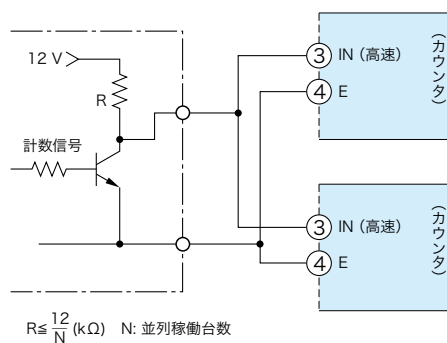 12 V
R
計数信号
③ IN (高速)
④ E
(カウンタ)
③ IN (高速)
④ E
(カウンタ)
R≦ 12/N (kΩ) N: 並列稼働台数